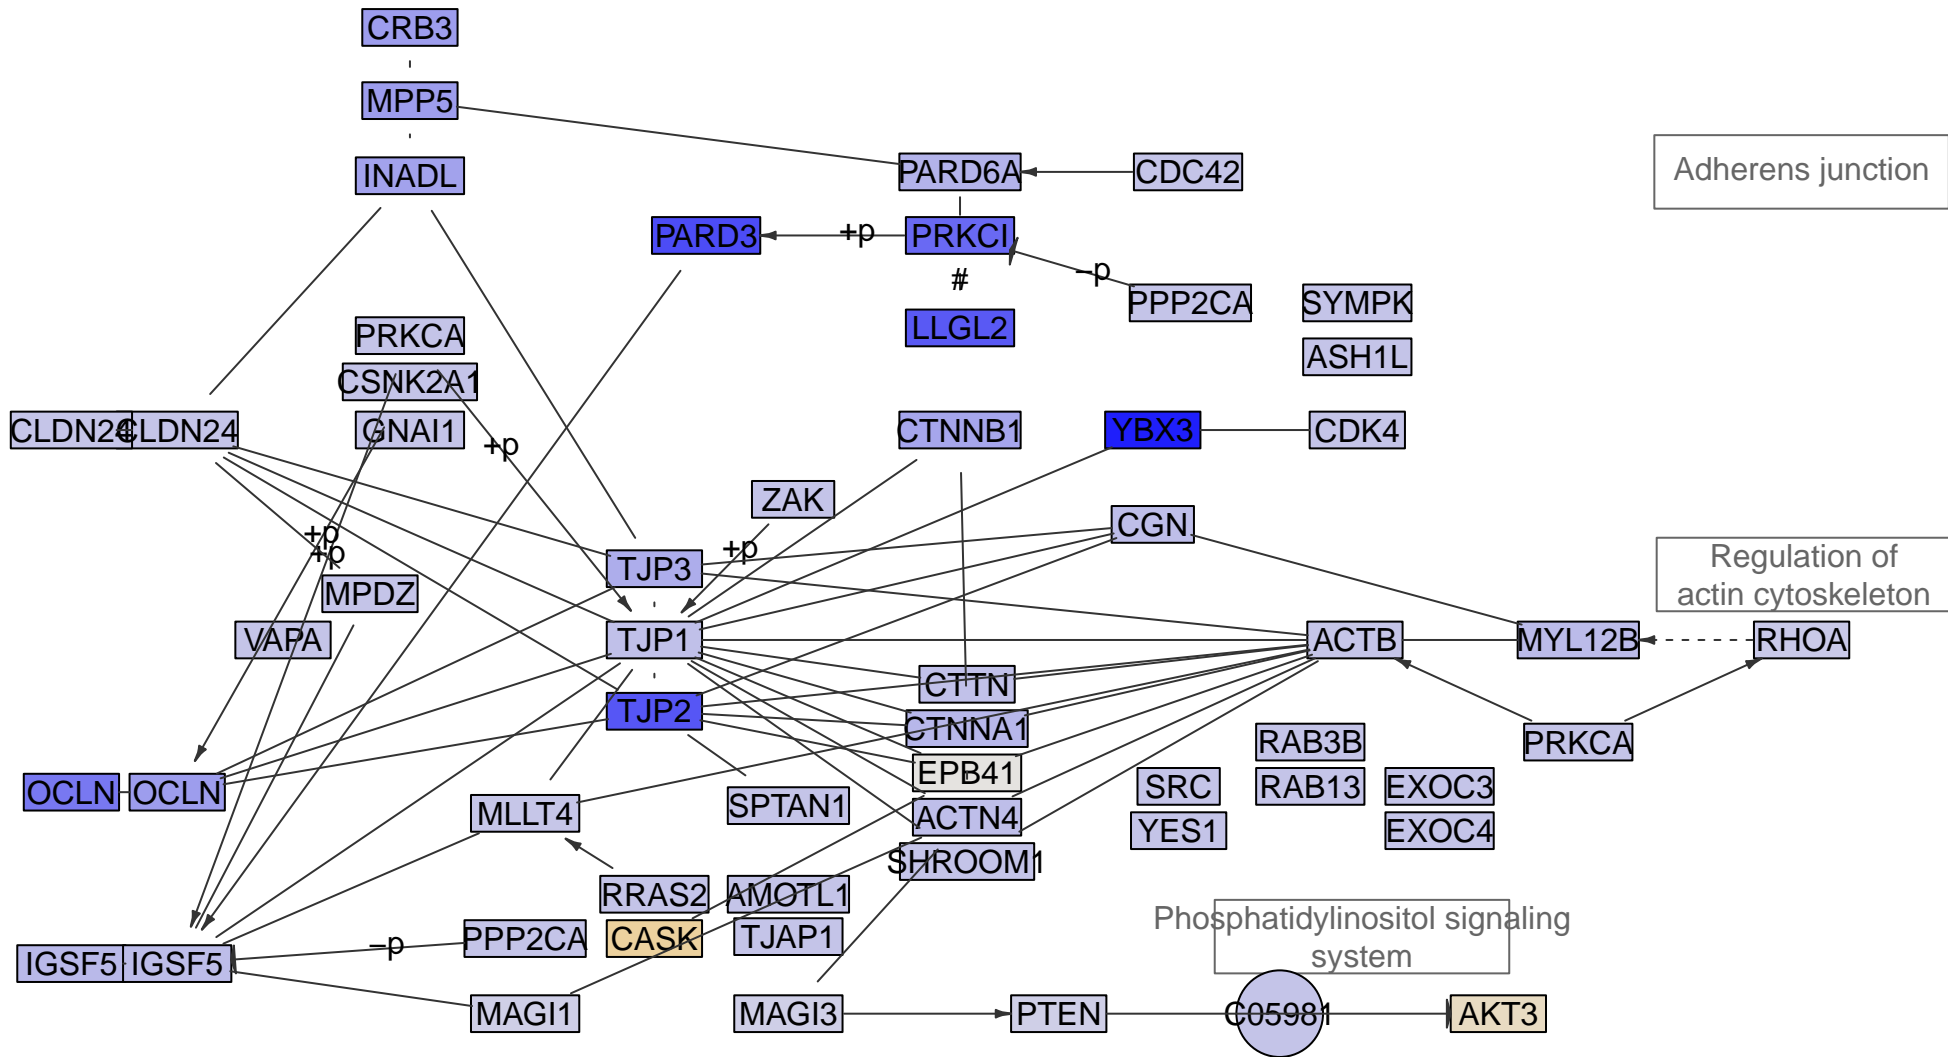 CRB3
MPP5
INADL
PARD6A
CDC42
Adherens junction
PARD3
+p
PRKCI
#
−p
PPP2CA
SYMPK
LLGL2
PRKCA
ASH1L
CSNK2A1
CLDN24
CLDN24
GNAI1
+p
CTNNB1
YBX3
CDK4
ZAK
CGN
+p
+p
+p
TJP3
Regulation of
actin cytoskeleton
MPDZ
VAPA
TJP1
ACTB
MYL12B
RHOA
CTTN
TJP2
CTNNA1
RAB3B
PRKCA
EPB41
OCLN
OCLN
SRC
RAB13
EXOC3
MLLT4
SPTAN1
ACTN4
YES1
EXOC4
SHROOM1
RRAS2
AMOTL1
Phosphatidylinositol signaling
system
−p
PPP2CA
CASK
TJAP1
IGSF5
IGSF5
MAGI1
MAGI3
PTEN
C05981
AKT3